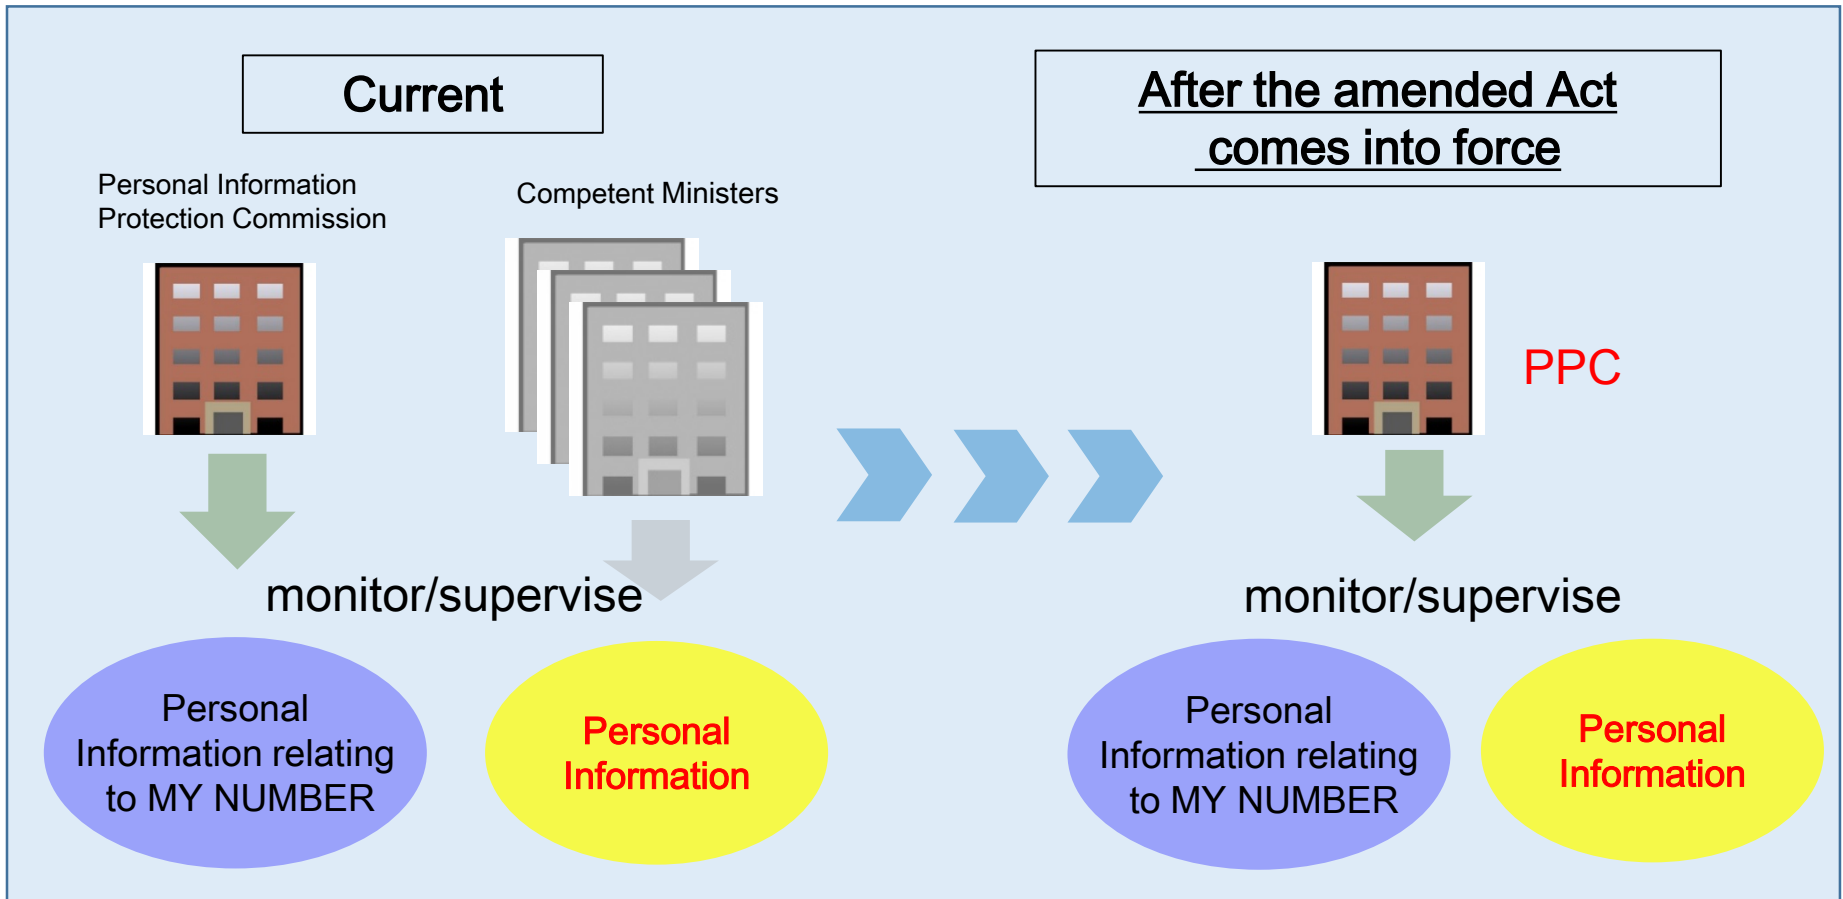 Current
Personal Information
Protection Commission
Competent Ministers
monitor/supervise
Personal
Information relating
to MY NUMBER
Personal
Information
After the amended Act
comes into force
PPC
monitor/supervise
Personal
Information relating
to MY NUMBER
Personal
Information